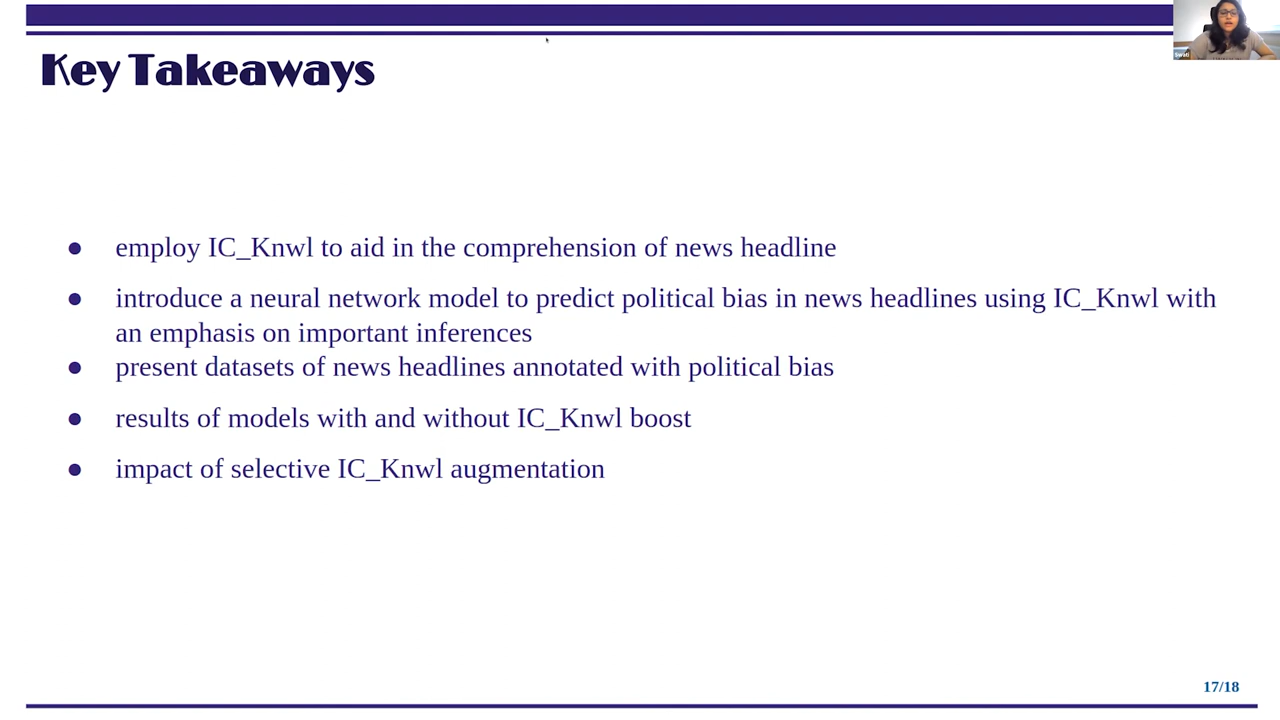 Key Takeaways
Swati
● employ IC_Knwl to aid in the comprehension of news headline
● introduce a neural network model to predict political bias in news headlines using IC_Knwl with
an emphasis on important inferences
● present datasets of news headlines annotated with political bias
● results of models with and without IC_Knwl boost
● impact of selective IC_Knwl augmentation
17/18